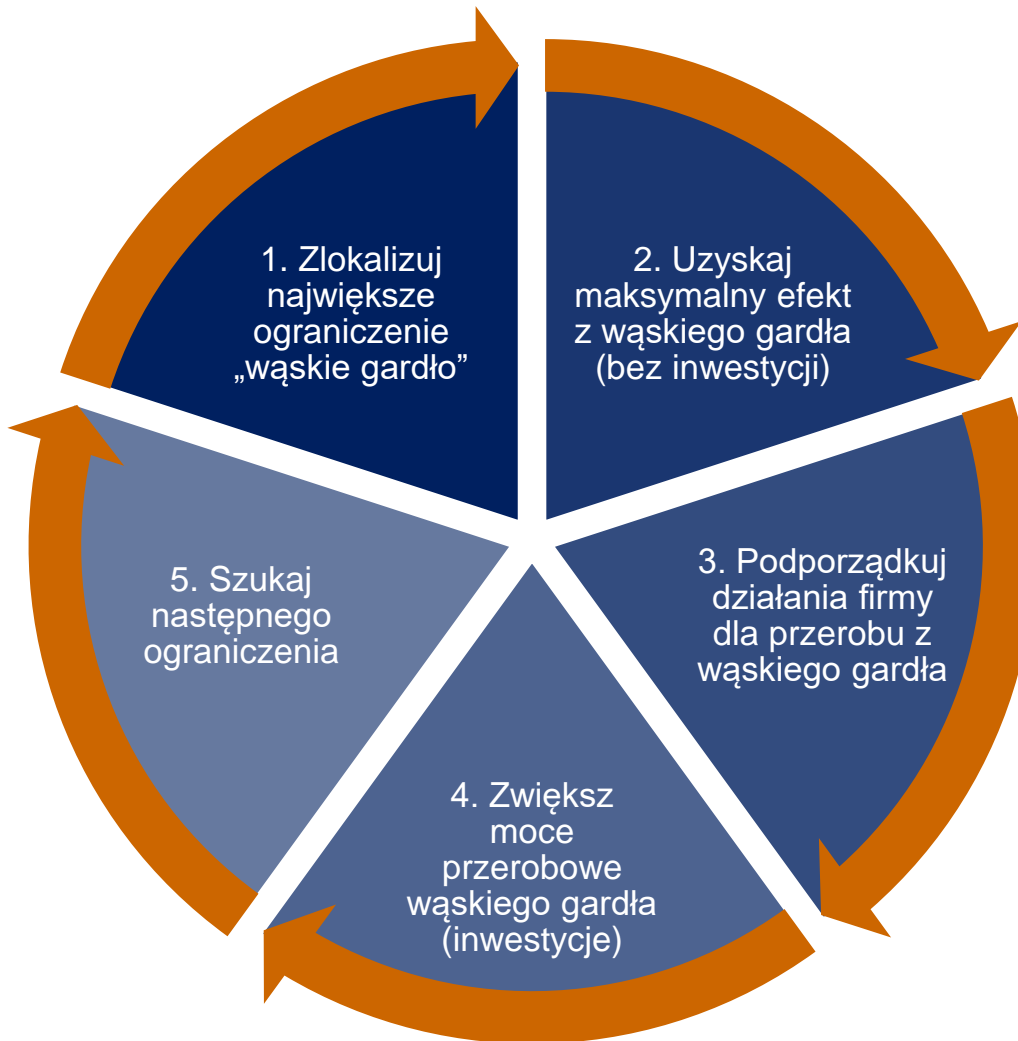 1. Zlokalizuj
największe
ograniczenie
„wąskie gardło”
2. Uzyskaj
maksymalny efekt
z wąskiego gardła
(bez inwestycji)
3. Podporządkuj
działania firmy
dla przerobu z
wąskiego gardła
4. Zwiększ
moce
przerobowe
wąskiego gardła
(inwestycje)
5. Szukaj
następnego
ograniczenia